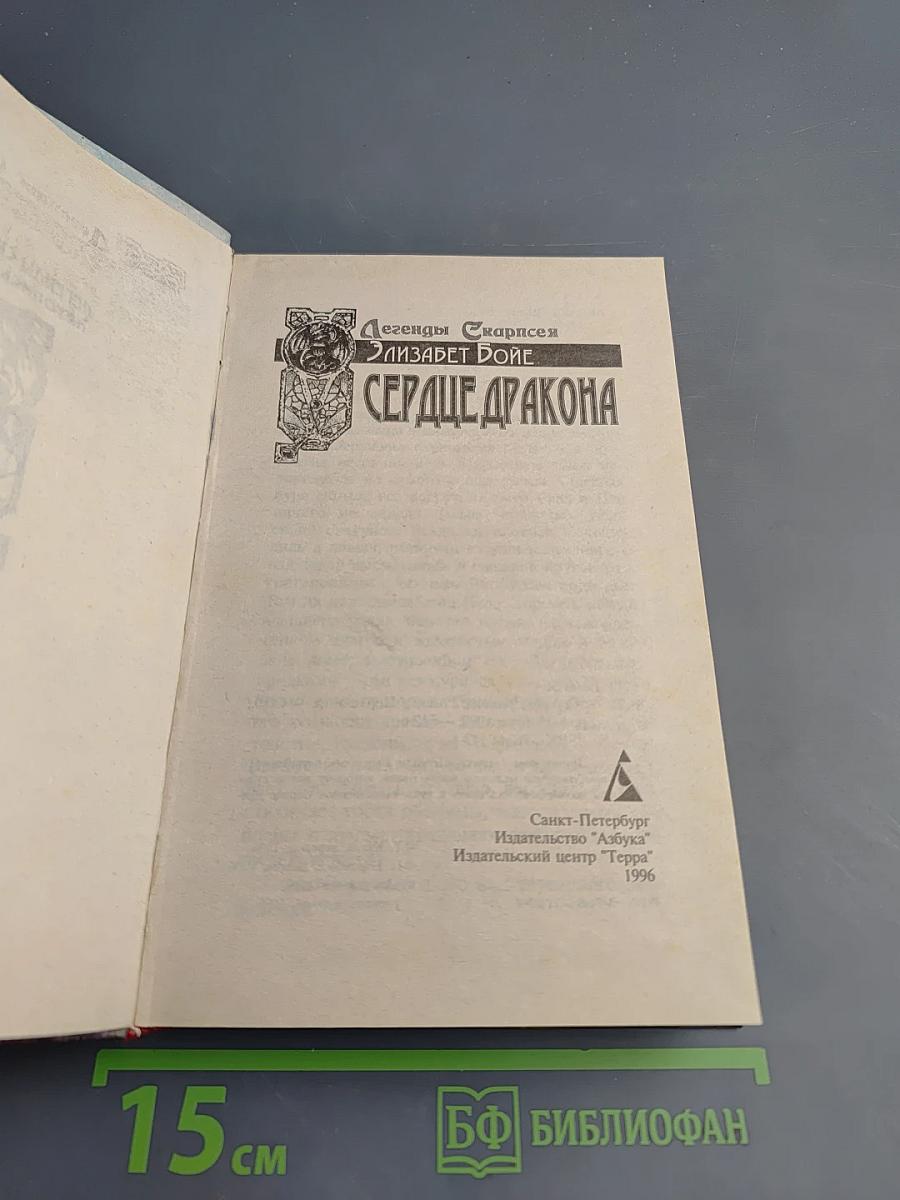 Легенды Скарпсея
Элизабет Бойе
СЕРДЦЕ ДРАКОНА
Санкт-Петербург
Издательство "Азбука"
Издательский центр "Терра"
1996
15 см
БФ БИБЛИОФАН